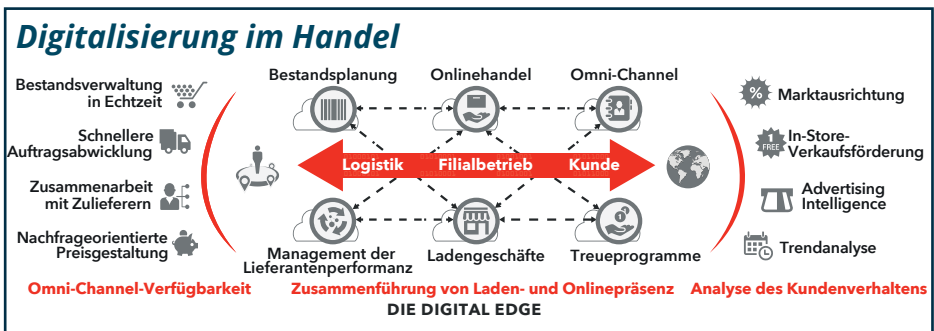 Digitalisierung im Handel
Bestandsverwaltung
in Echtzeit
Schnellere
Auftragsabwicklung
Zusammenarbeit
mit Zulieferern
Nachfrageorientierte
Preisgestaltung
Omni-Channel-Verfügbarkeit
Bestandsplanung
Onlinehandel
Omni-Channel
Logistik
Filialbetrieb
Kunde
Management der
Lieferantenperformanz
Ladengeschäfte
Treueprogramme
Zusammenführung von Laden- und Onlinepräsenz
%
Marktausrichtung
1
FREE
In-Store-
Verkaufsförderung
Advertising
Intelligence
Trendanalyse
Analyse des Kundenverhaltens
DIE DIGITAL EDGE